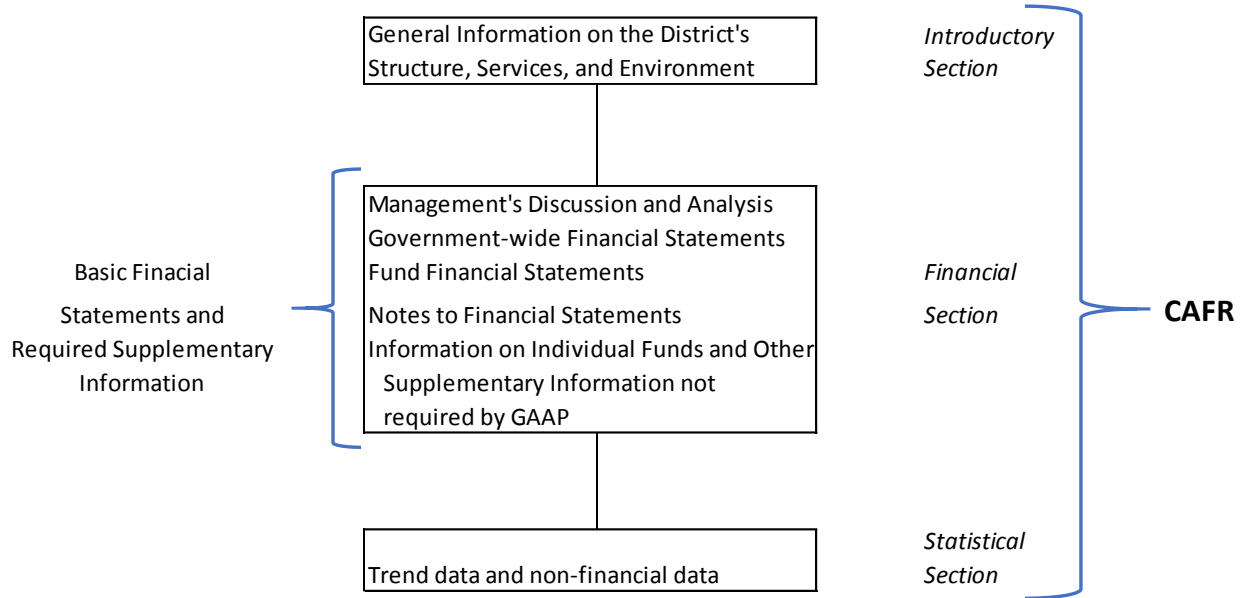 General Information on the District's
Structure, Services, and Environment
Introductory
Section
Management's Discussion and Analysis
Government-wide Financial Statements
Basic Finacial
Fund Financial Statements
Financial
Statements and
Notes to Financial Statements
Section
CAFR
Required Supplementary
Information on Individual Funds and Other
Information
Supplementary Information not
required by GAAP
Statistical
Trend data and non-financial data
Section